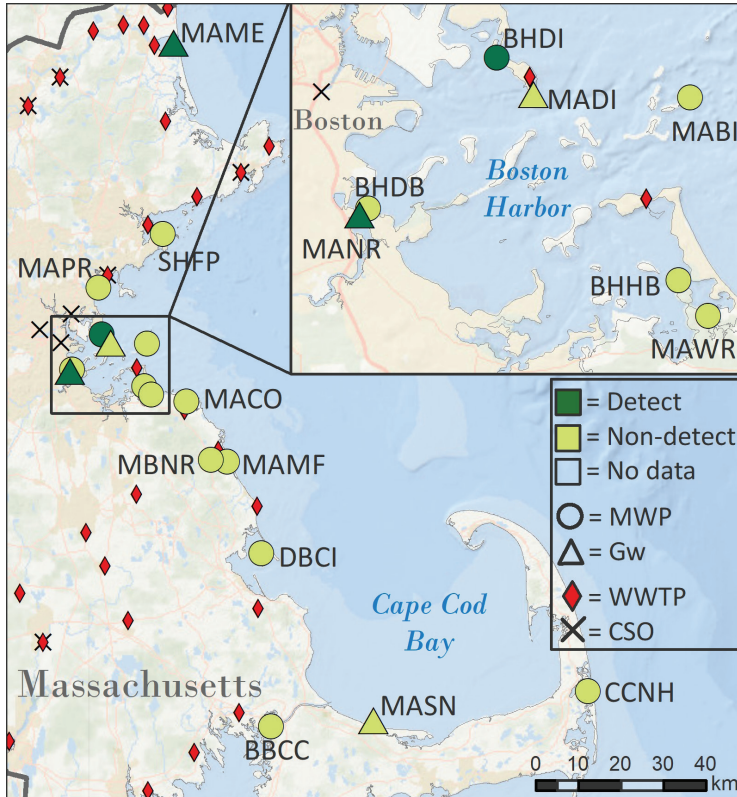 MAME
BHDI
MADI
MABI
Boston
Boston
Harbor
BHDB
MANR
BHHB
MAWR
SHFP
MAPR
MACO
MBNR
MAMF
DBCI
Cape Cod
Bay
Massachusetts
MASN
BBCC
CCNH
= Detect
= Non-detect
= No data
= MWP
= Gw
= WWTP
= CSO
0 10 20 30 40
km